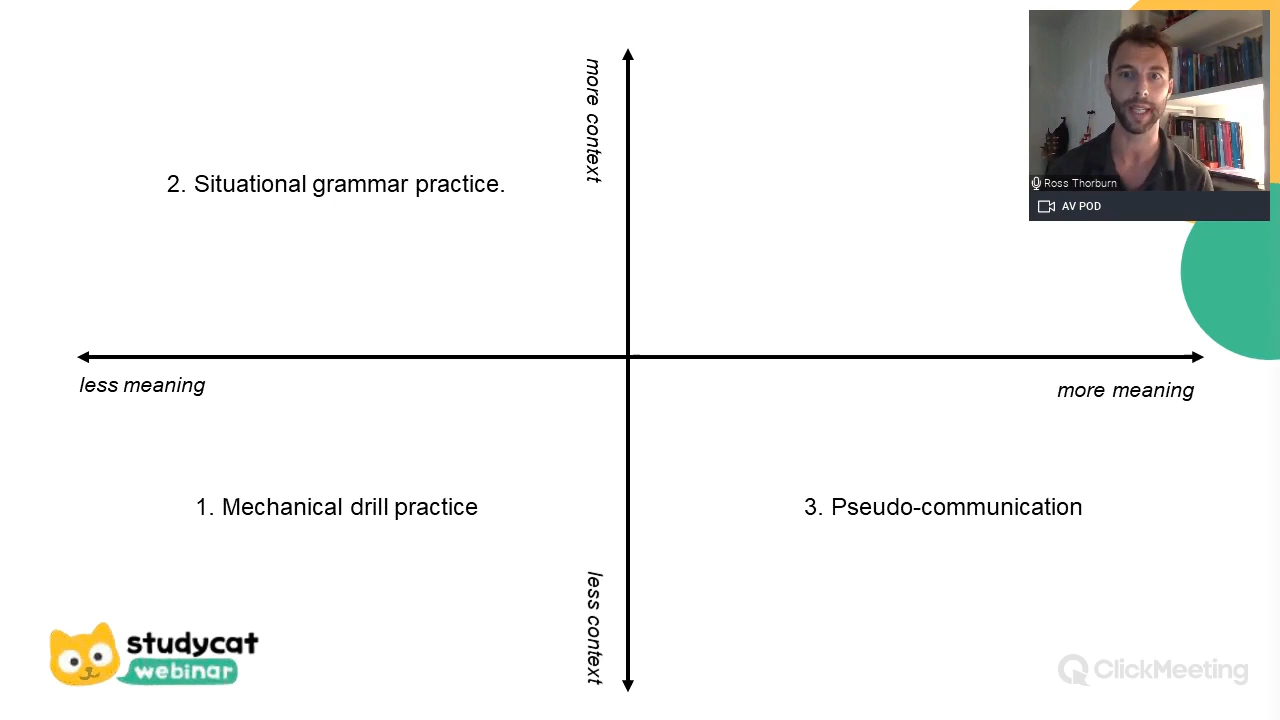 more context
2. Situational grammar practice.
Ross Thorburn
AV POD
less meaning
more meaning
1. Mechanical drill practice
3. Pseudo-communication
less context
studycat
webinar
ClickMeeting